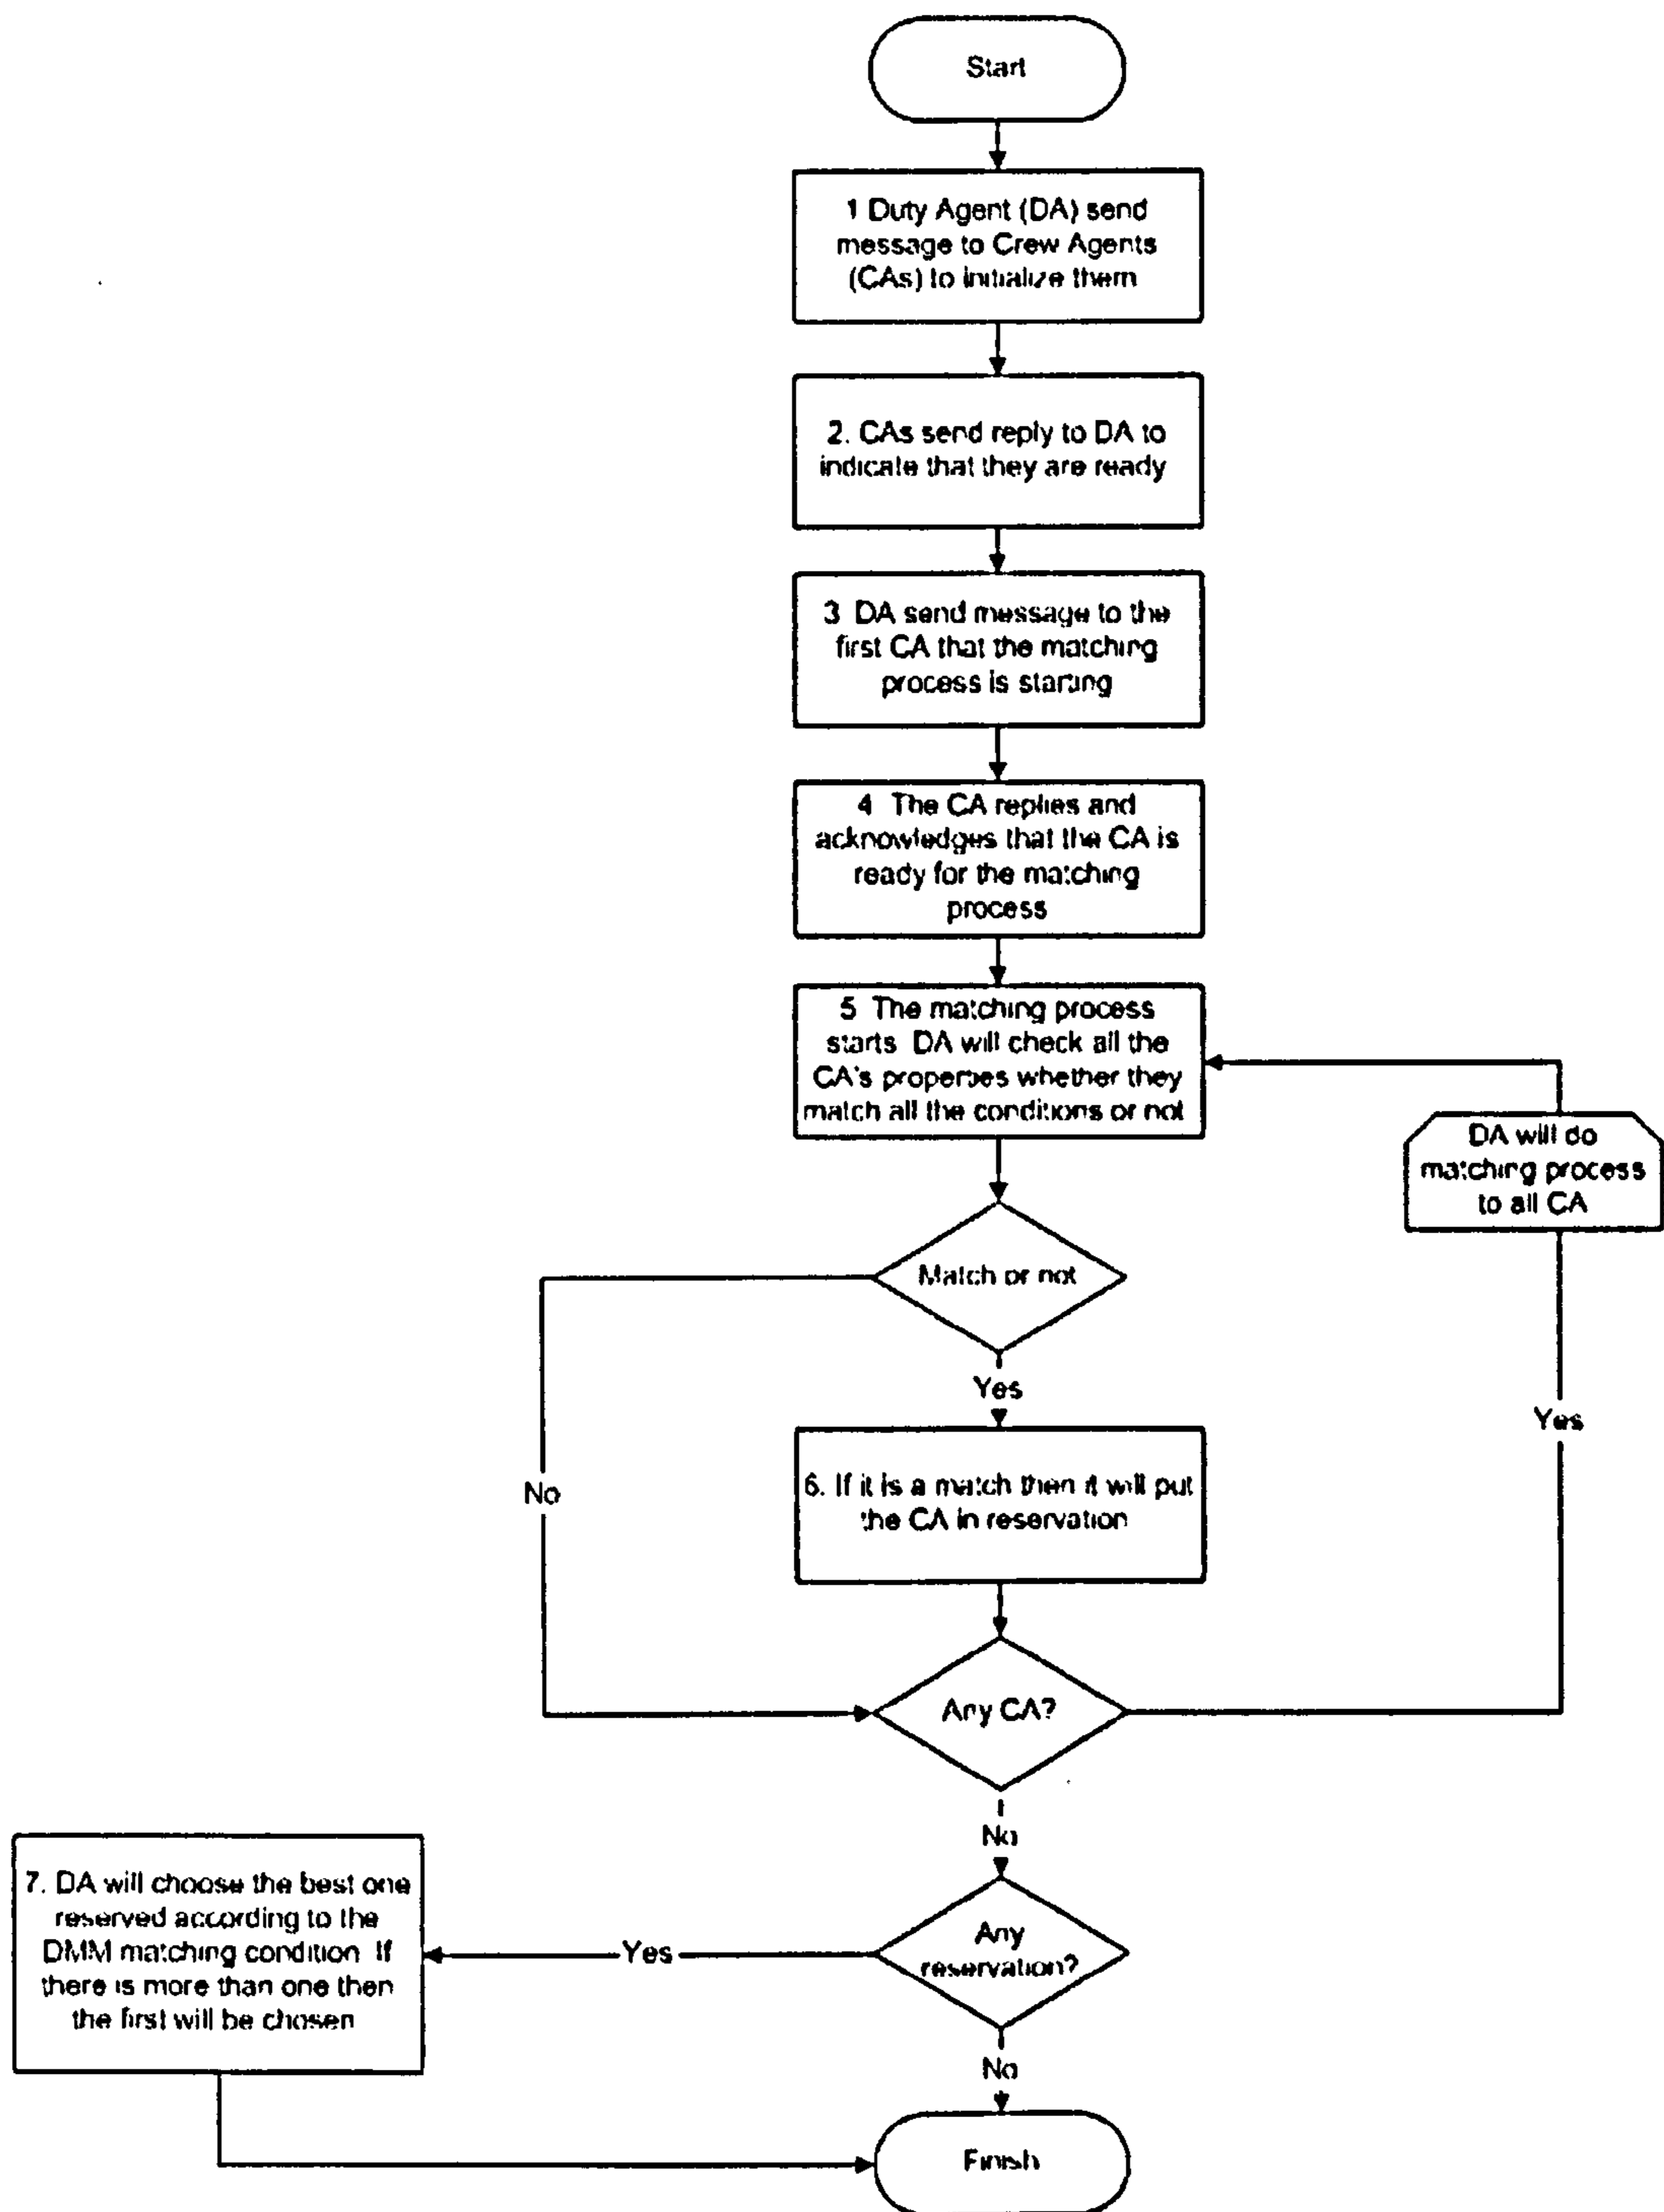 Start
1 Duty Agent (DA) send
message to Crew Agents
(CAs) to initialize them
2. CAs send reply to DA to
indicate that they are ready
3 DA send message to the
first CA that the matching
process is starting
4 The CA replies and
acknowledges that the CA is
ready for the matching
process
5 The matching process
starts DA will check all the
CA's properties whether they
match all the conditions or not
DA will do
matching process
to all CA
Match or not
Yes
Yes
6. If it is a match then it will put
the CA in reservation
No
Any CA?
No
7. DA will choose the best one
reserved according to the
DMM matching condition If
there is more than one then
the first will be chosen
Yes
Any
reservation?
No
Finish